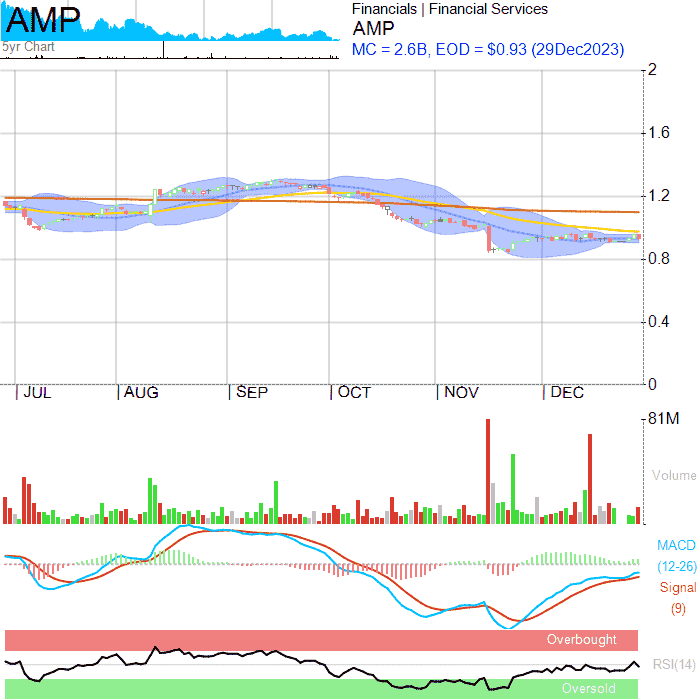 AMP
5yr Chart
Financials | Financial Services
AMP
MC = 2.6B, EOD = $0.93 (29Dec2023)
2
1.6
1.2
0.8
0.4
0
JUL AUG SEP OCT NOV DEC
81M
Volume
MACD
(12-26)
Signal
(9)
Overbought
RSI(14)
Oversold